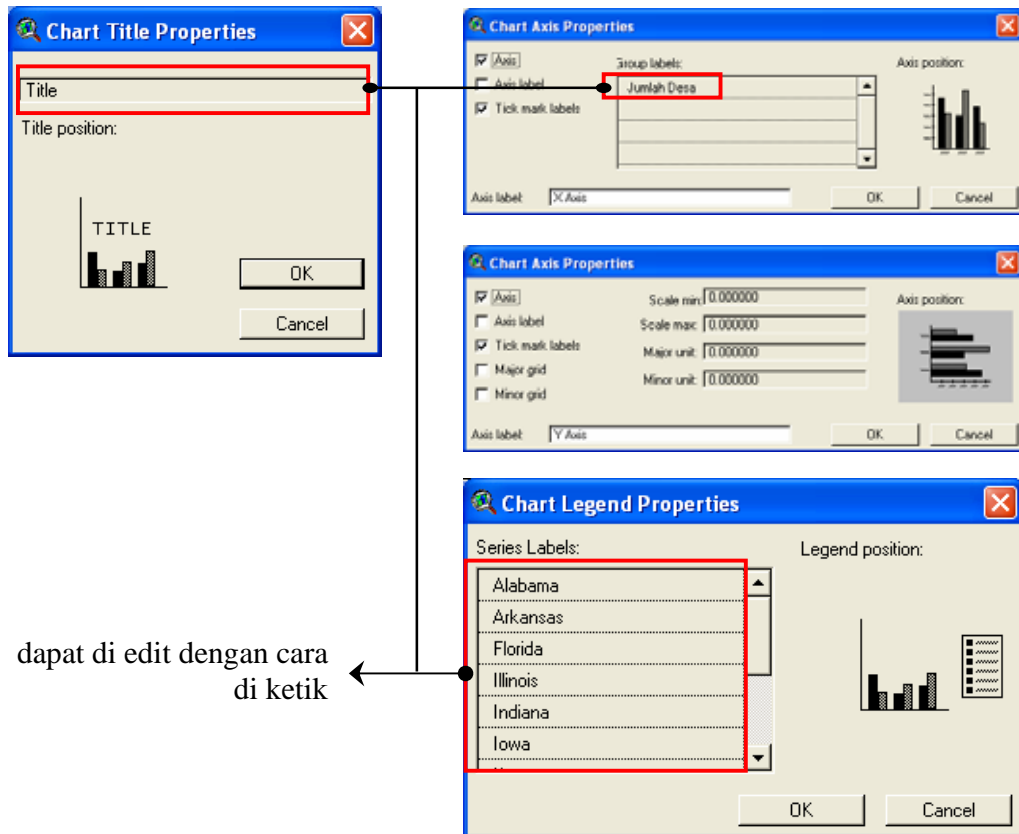 Chart Title Properties
Title
Title position:
TITLE
OK
Cancel
Chart Axis Properties
Axis
Axis label
Tick mark labels
Group labels:
Jumlah Desa
Axis position:
Axis label: X Axis
OK
Cancel
Chart Axis Properties
Axis
Axis label
Tick mark labels
Major grid
Minor grid
Scale min: 0.000000
Scale max: 0.000000
Major unit: 0.000000
Minor unit: 0.000000
Axis position:
Axis label: Y Axis
OK
Cancel
Chart Legend Properties
Series Labels:
Alabama
Arkansas
Florida
Illinois
Indiana
Iowa
Legend position:
OK
Cancel
dapat di edit dengan cara
di ketik